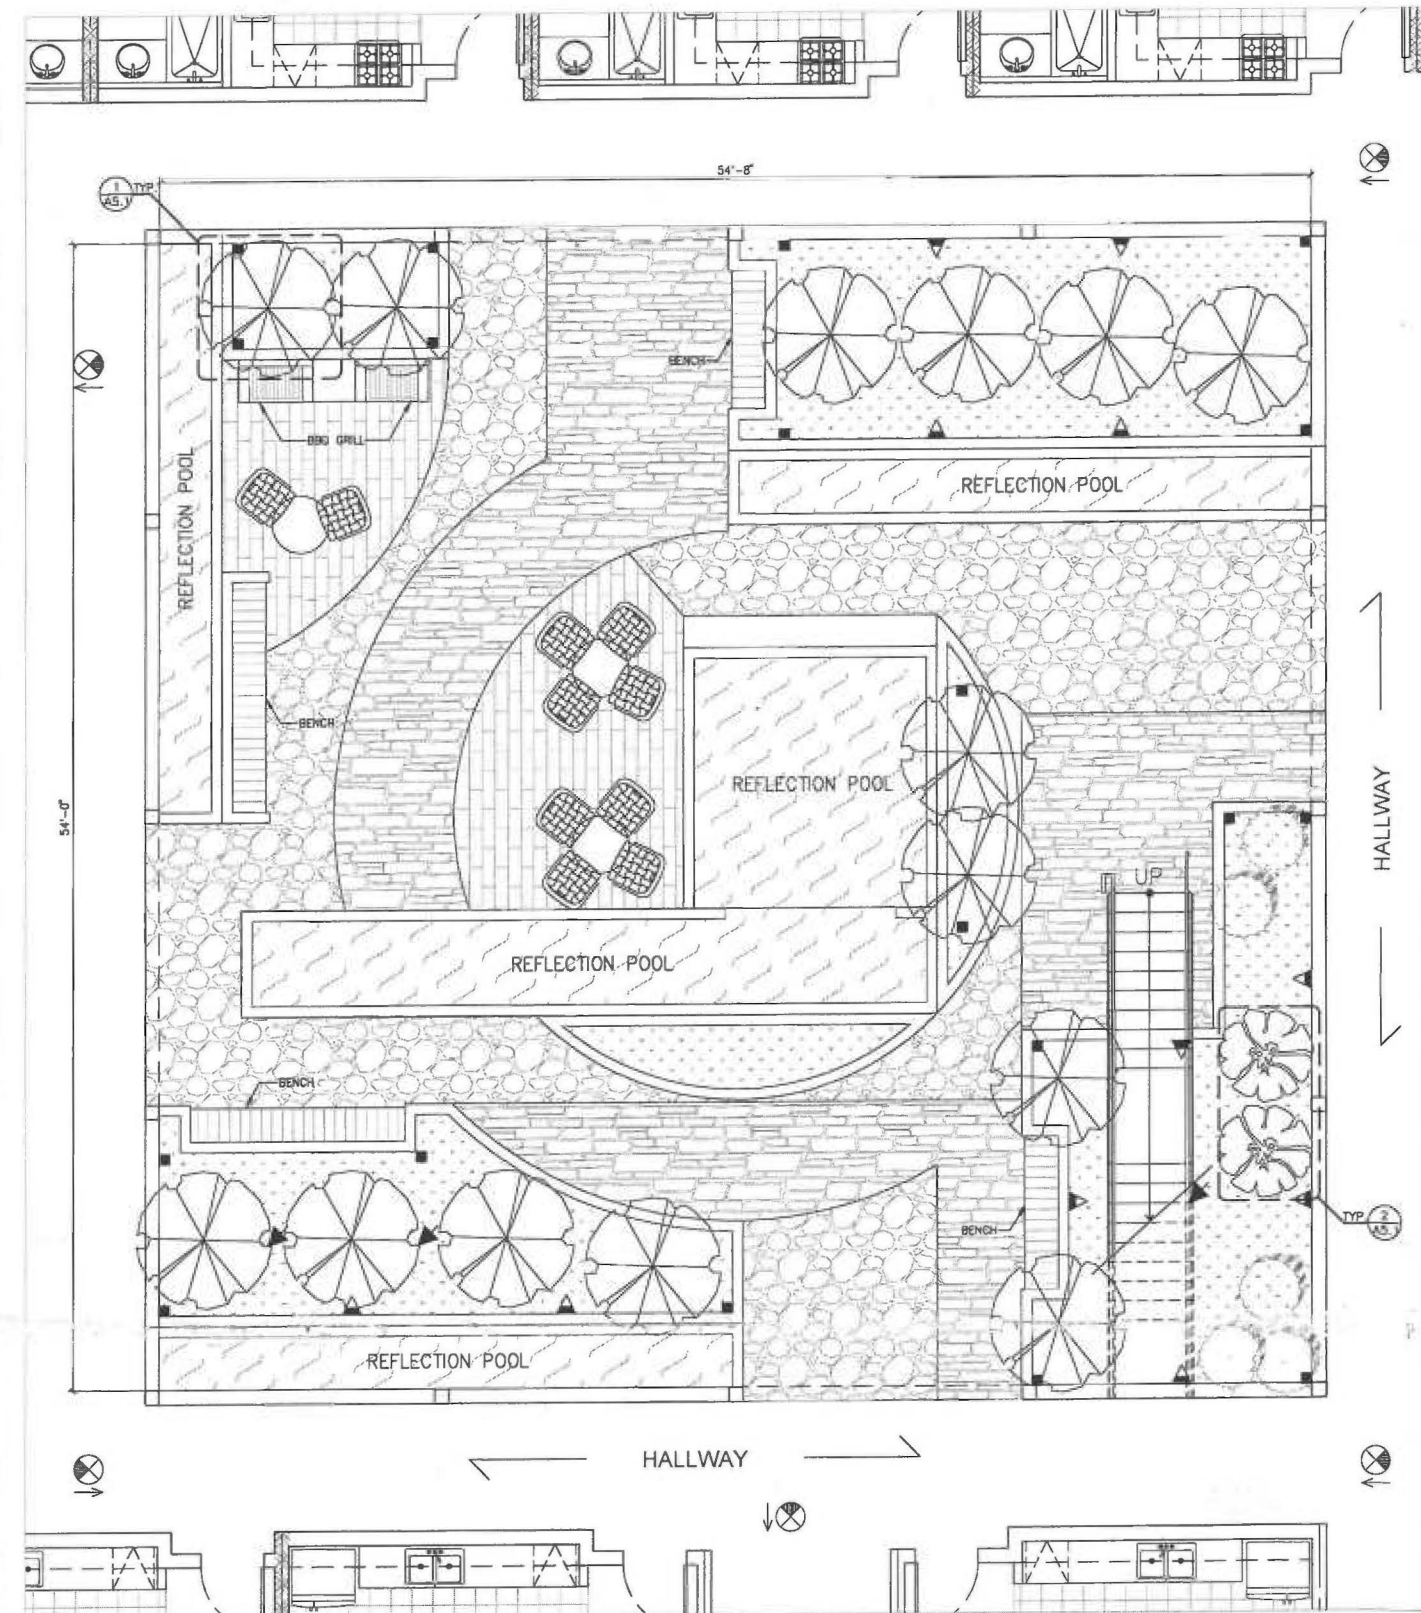 54'-8"
1
A5.1
TYP.
BENCH
BBQ GRILL
REFLECTION POOL
REFLECTION POOL
BENCH
REFLECTION POOL
HALLWAY
54'-0"
UP
REFLECTION POOL
BENCH
BENCH
TYP.
2
A5.1
REFLECTION POOL
HALLWAY